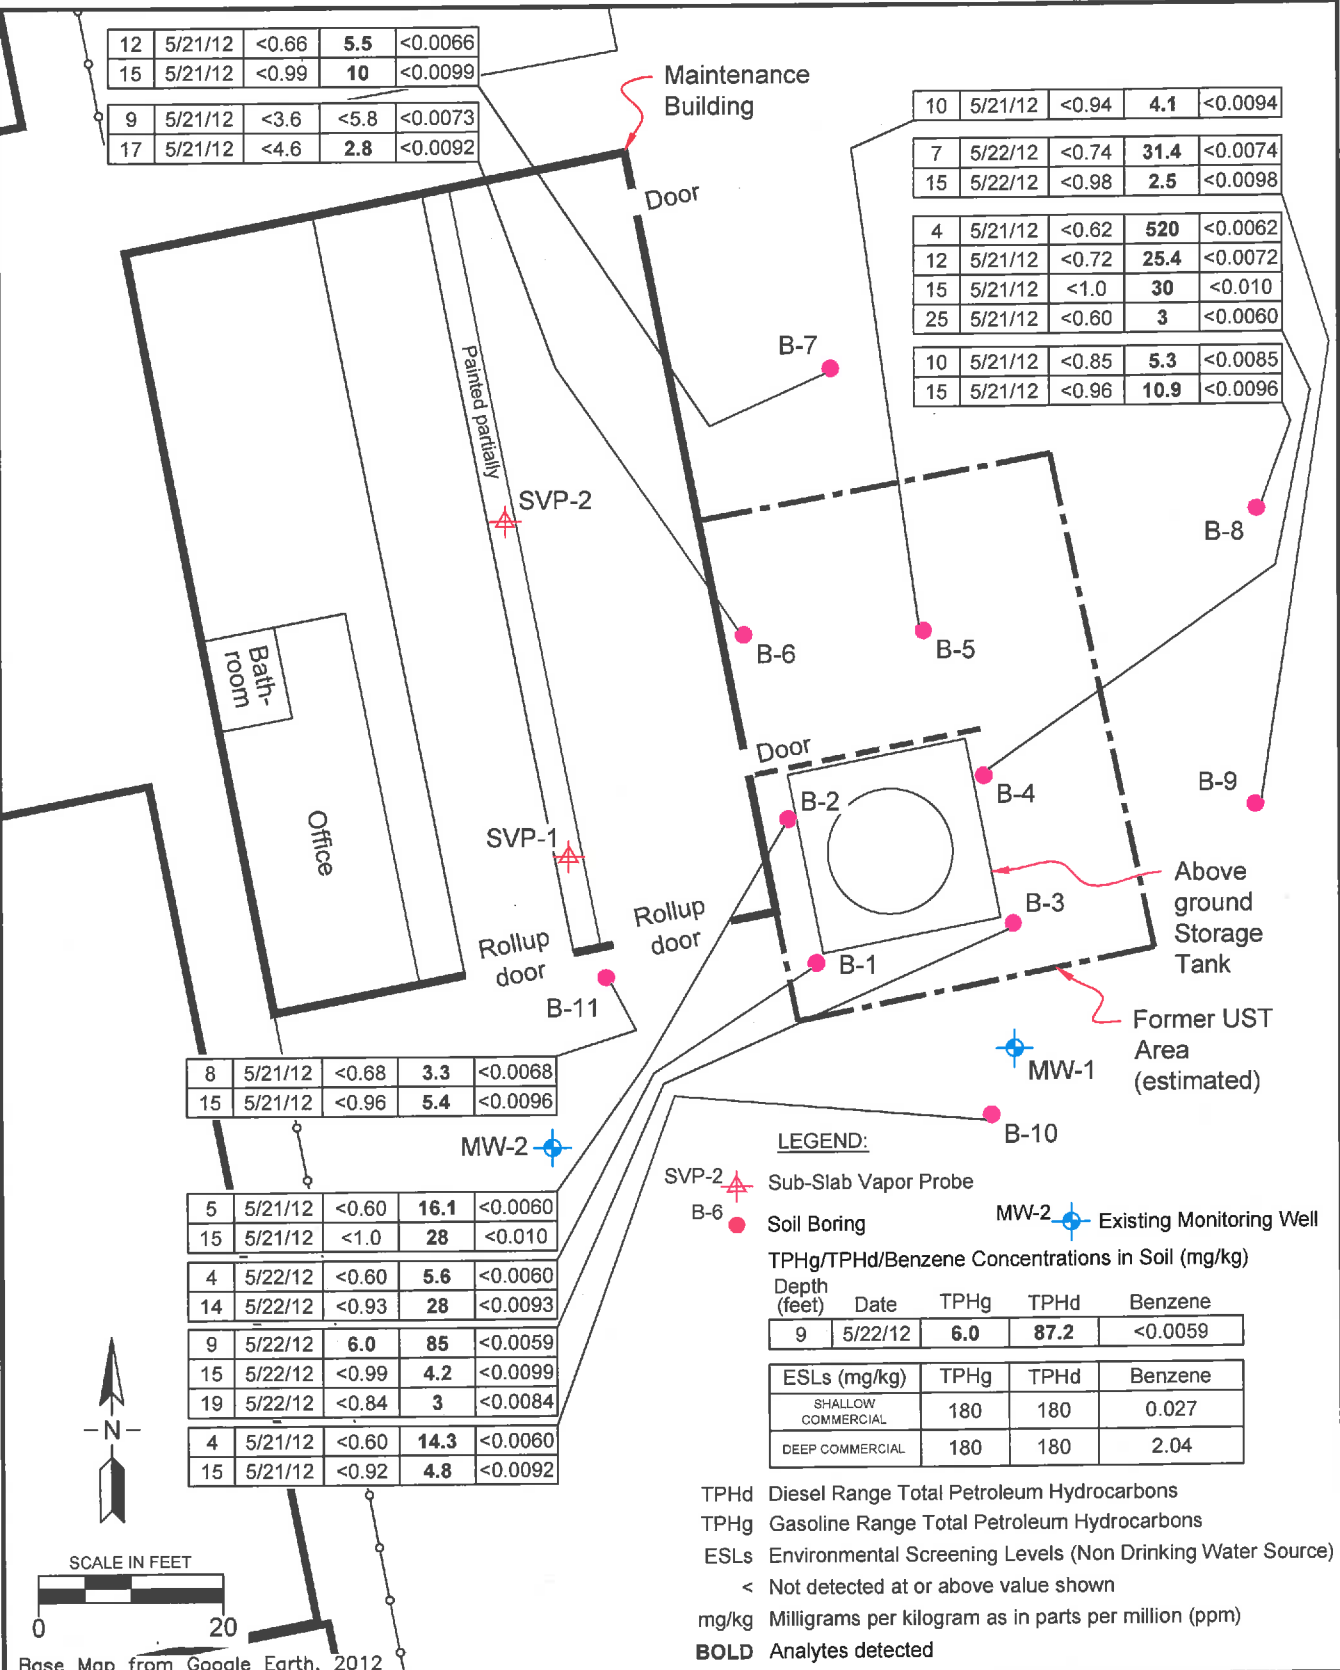 12 5/21/12 <0.66 5.5 <0.0066
15 5/21/12 <0.99 10 <0.0099
9 5/21/12 <3.6 <5.8 <0.0073
17 5/21/12 <4.6 2.8 <0.0092
Maintenance
Building
10 5/21/12 <0.94 4.1 <0.0094
7 5/22/12 <0.74 31.4 <0.0074
15 5/22/12 <0.98 2.5 <0.0098
4 5/21/12 <0.62 520 <0.0062
12 5/21/12 <0.72 25.4 <0.0072
15 5/21/12 <1.0 30 <0.010
25 5/21/12 <0.60 3 <0.0060
10 5/21/12 <0.85 5.3 <0.0085
15 5/21/12 <0.96 10.9 <0.0096
Door
B-7
Painted partially
SVP-2
B-8
B-6
B-5
Bath-
room
Door
B-2
B-4
B-9
Office
SVP-1
Above
ground
Storage
Tank
B-3
Rollup
door
Rollup
door
B-1
B-11
Former UST
Area
(estimated)
MW-1
8 5/21/12 <0.68 3.3 <0.0068
15 5/21/12 <0.96 5.4 <0.0096
MW-2
B-10
5 5/21/12 <0.60 16.1 <0.0060
15 5/21/12 <1.0 28 <0.010
4 5/22/12 <0.60 5.6 <0.0060
14 5/22/12 <0.93 28 <0.0093
9 5/22/12 6.0 85 <0.0059
15 5/22/12 <0.99 4.2 <0.0099
19 5/22/12 <0.84 3 <0.0084
4 5/21/12 <0.60 14.3 <0.0060
15 5/21/12 <0.92 4.8 <0.0092
LEGEND:
SVP-2 Sub-Slab Vapor Probe
B-6 Soil Boring
MW-2 Existing Monitoring Well
TPHg/TPHd/Benzene Concentrations in Soil (mg/kg)
Depth
(feet) Date TPHg TPHd Benzene
9 5/22/12 6.0 87.2 <0.0059
ESLs (mg/kg) TPHg TPHd Benzene
SHALLOW
COMMERCIAL 180 180 0.027
DEEP COMMERCIAL 180 180 2.04
TPHd Diesel Range Total Petroleum Hydrocarbons
TPHg Gasoline Range Total Petroleum Hydrocarbons
ESLs Environmental Screening Levels (Non Drinking Water Source)
< Not detected at or above value shown
mg/kg Milligrams per kilogram as in parts per million (ppm)
BOLD Analytes detected
N
SCALE IN FEET
0 20
Base Map from Google Earth, 2012